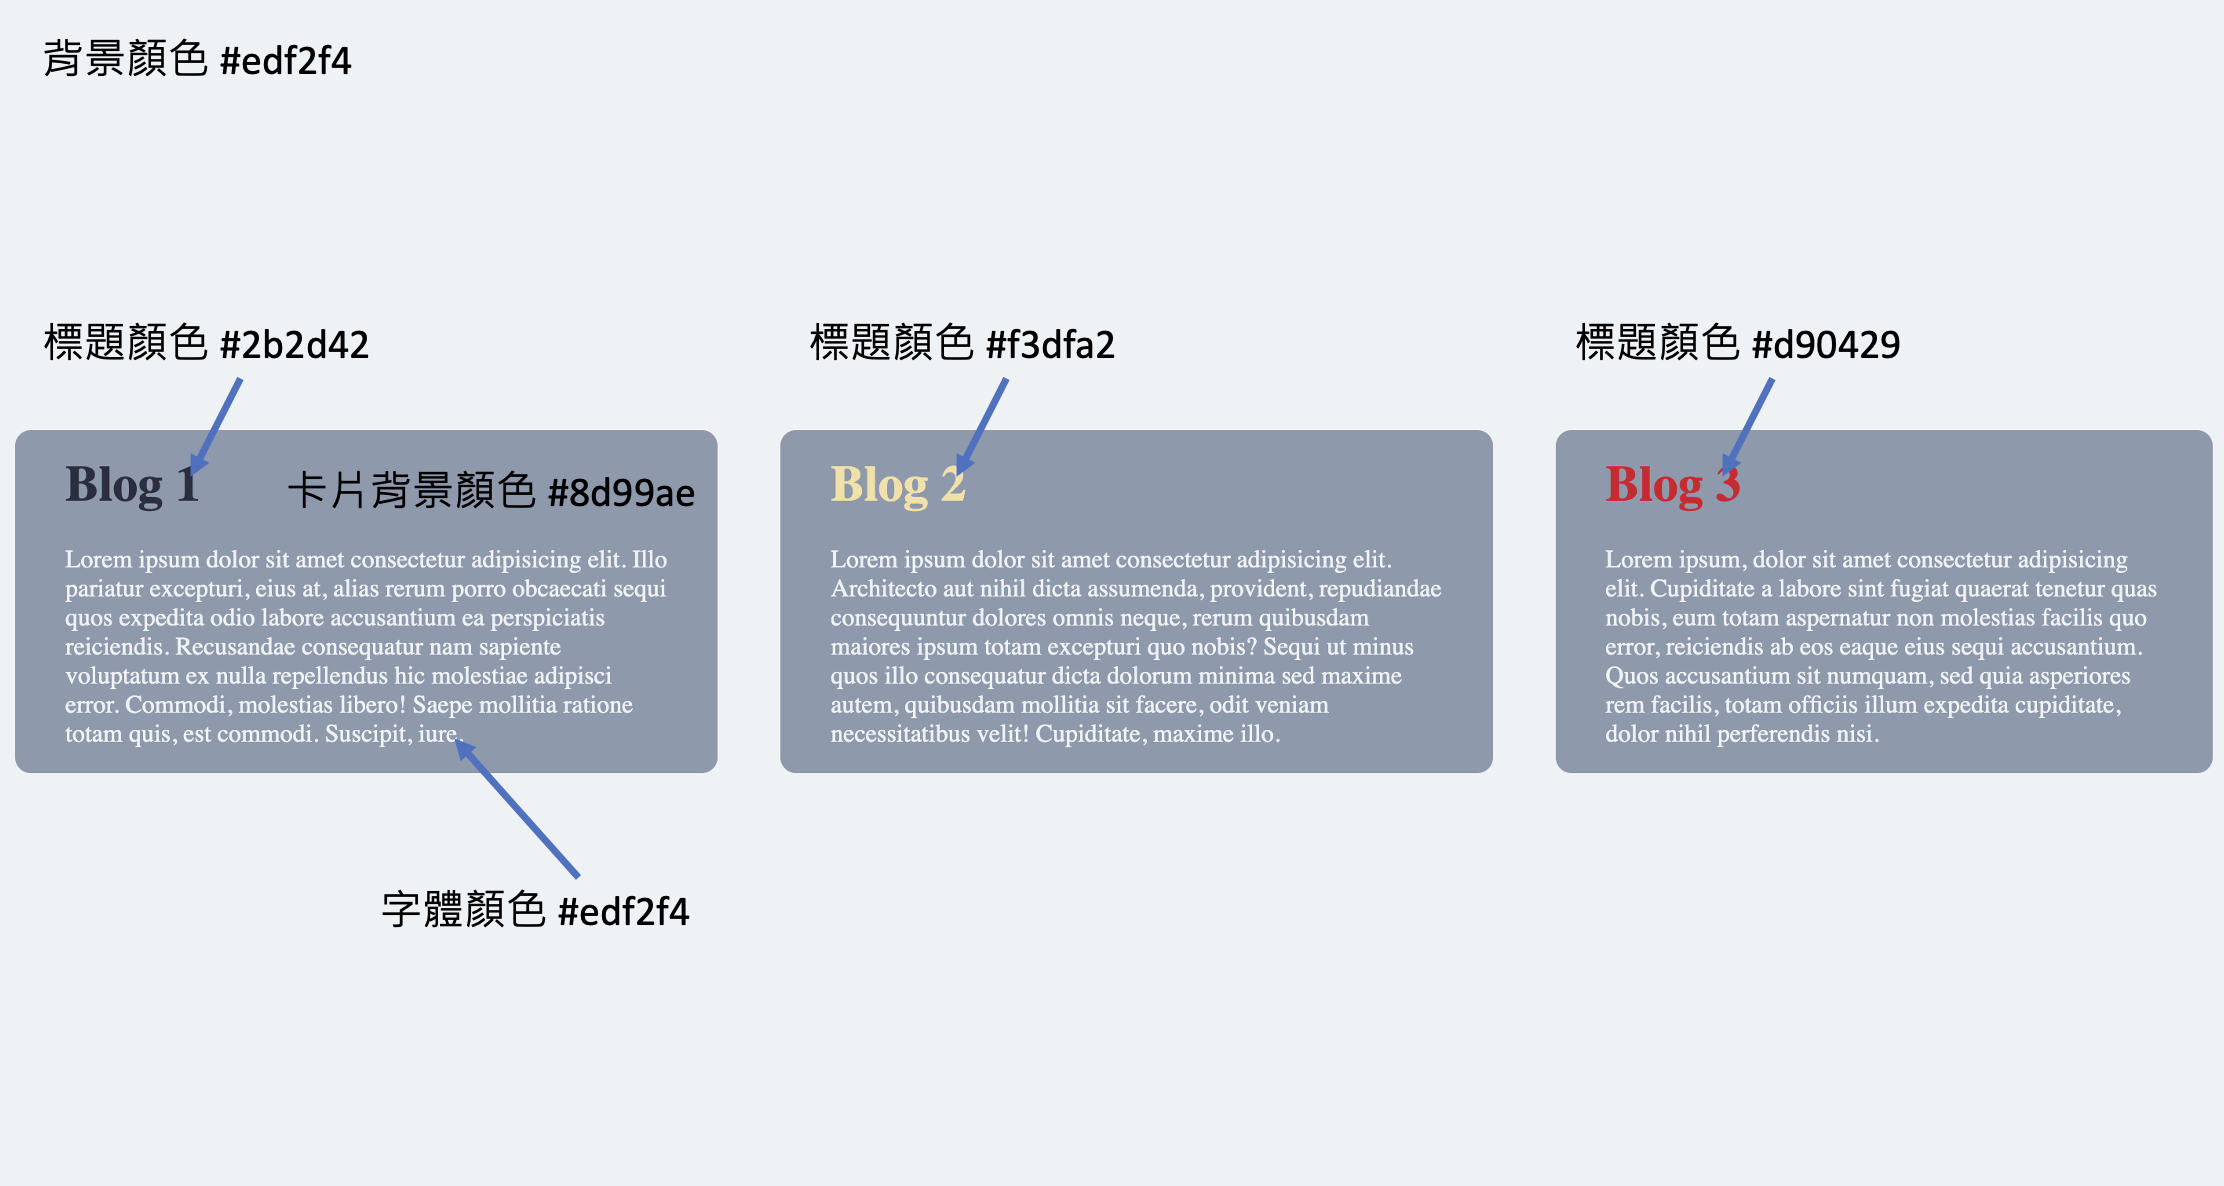 背景顏色 #edf2f4
標題顏色 #2b2d42
標題顏色 #f3dfa2
標題顏色 #d90429
Blog 1
卡片背景顏色 #8d99ae
Lorem ipsum dolor sit amet consectetur adipisicing elit. Illo
pariatur excepturi, eius at, alias rerum porro obcaecati sequi
quos expedita odio labore accusantium ea perspiciatis
reiciendis. Recusandae consequatur nam sapiente
voluptatum ex nulla repellendus hic molestiae adipisci
error. Commodi, molestias libero! Saepe mollitia ratione
totam quis, est commodi. Suscipit, iure.
Blog 2
Lorem ipsum dolor sit amet consectetur adipisicing elit.
Architecto aut nihil dicta assumenda, provident, repudiandae
consequuntur dolores omnis neque, rerum quibusdam
maiores ipsum totam excepturi quo nobis? Sequi ut minus
quos illo consequatur dicta dolorum minima sed maxime
autem, quibusdam mollitia sit facere, odit veniam
necessitatibus velit! Cupiditate, maxime illo.
Blog 3
Lorem ipsum, dolor sit amet consectetur adipisicing
elit. Cupiditate a labore sint fugiat quaerat tenetur quas
nobis, eum totam aspernatur non molestias facilis quo
error, reiciendis ab eos eaque eius sequi accusantium.
Quos accusantium sit numquam, sed quia asperiores
rem facilis, totam officiis illum expedita cupiditate,
dolor nihil perferendis nisi.
字體顏色 #edf2f4